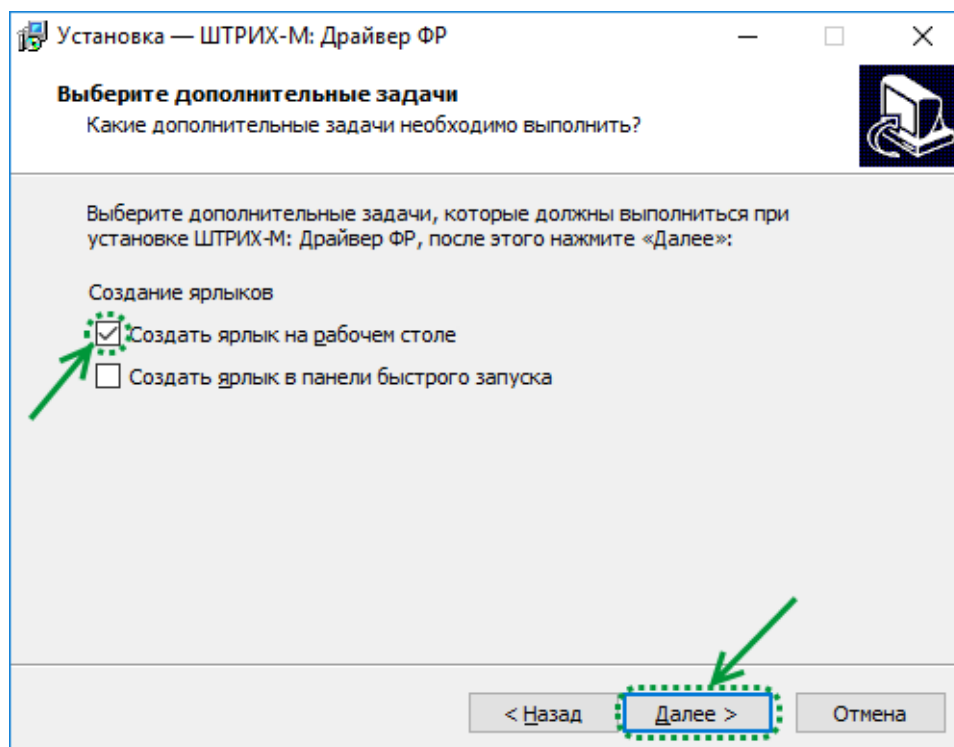 Установка — ШТРИХ-М: Драйвер ФР
Выберите дополнительные задачи
Какие дополнительные задачи необходимо выполнить?
Выберите дополнительные задачи, которые должны выполниться при
установке ШТРИХ-М: Драйвер ФР, после этого нажмите «Далее»:
Создание ярлыков
Создать ярлык на рабочем столе
Создать ярлык в панели быстрого запуска
< Назад Далее > Отмена